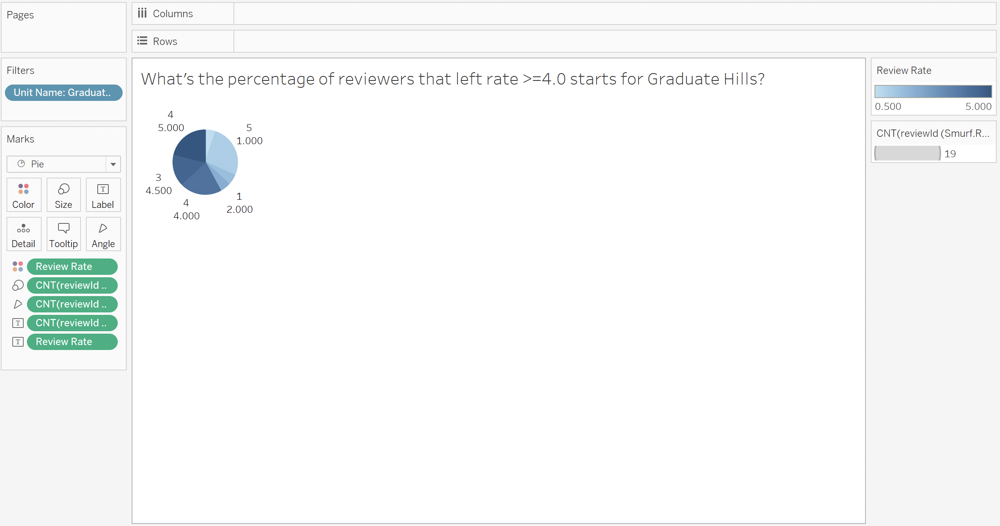 Pages
Columns
Rows
Filters
Unit Name: Graduat..
Marks
Pie
Color
Size
T
Label
Detail
Tooltip
Angle
Review Rate
CNT(reviewId ..
CNT(reviewId ..
T CNT(reviewId ..
T Review Rate
What's the percentage of reviewers that left rate >=4.0 starts for Graduate Hills?
4
5.000
5
1.000
3
4.500
4
4.000
1
2.000
Review Rate
0.500 5.000
CNT(reviewId (Smurf.R...
19